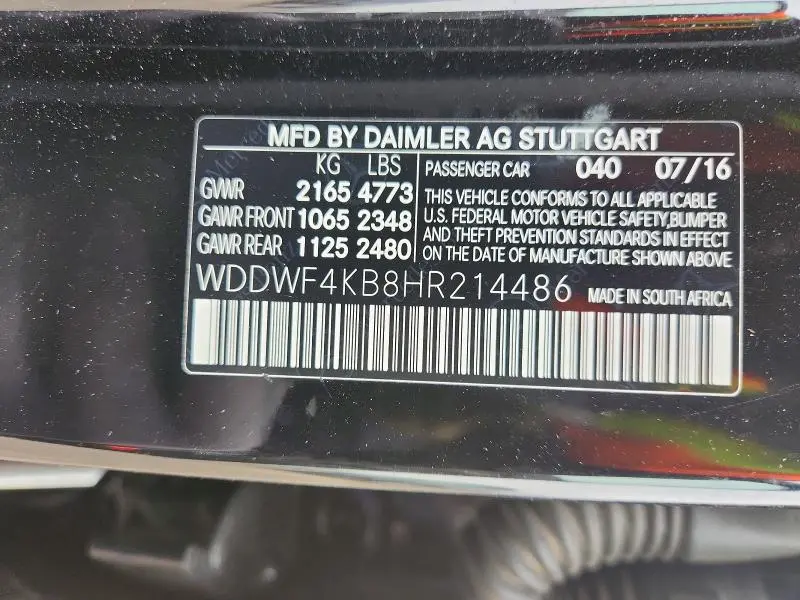 MFD BY DAIMLER AG STUTTGART
KG LBS
GVWR 2165 4773
GAWR FRONT 1065 2348
GAWR REAR 1125 2480
PASSENGER CAR 040 07/16
THIS VEHICLE CONFORMS TO ALL APPLICABLE
U.S. FEDERAL MOTOR VEHICLE SAFETY,BUMPER
AND THEFT PREVENTION STANDARDS IN EFFECT
ON THE DATE OF MANUFACTURE SHOWN ABOVE
WDDWF4KB8HR214486 MADE IN SOUTH AFRICA